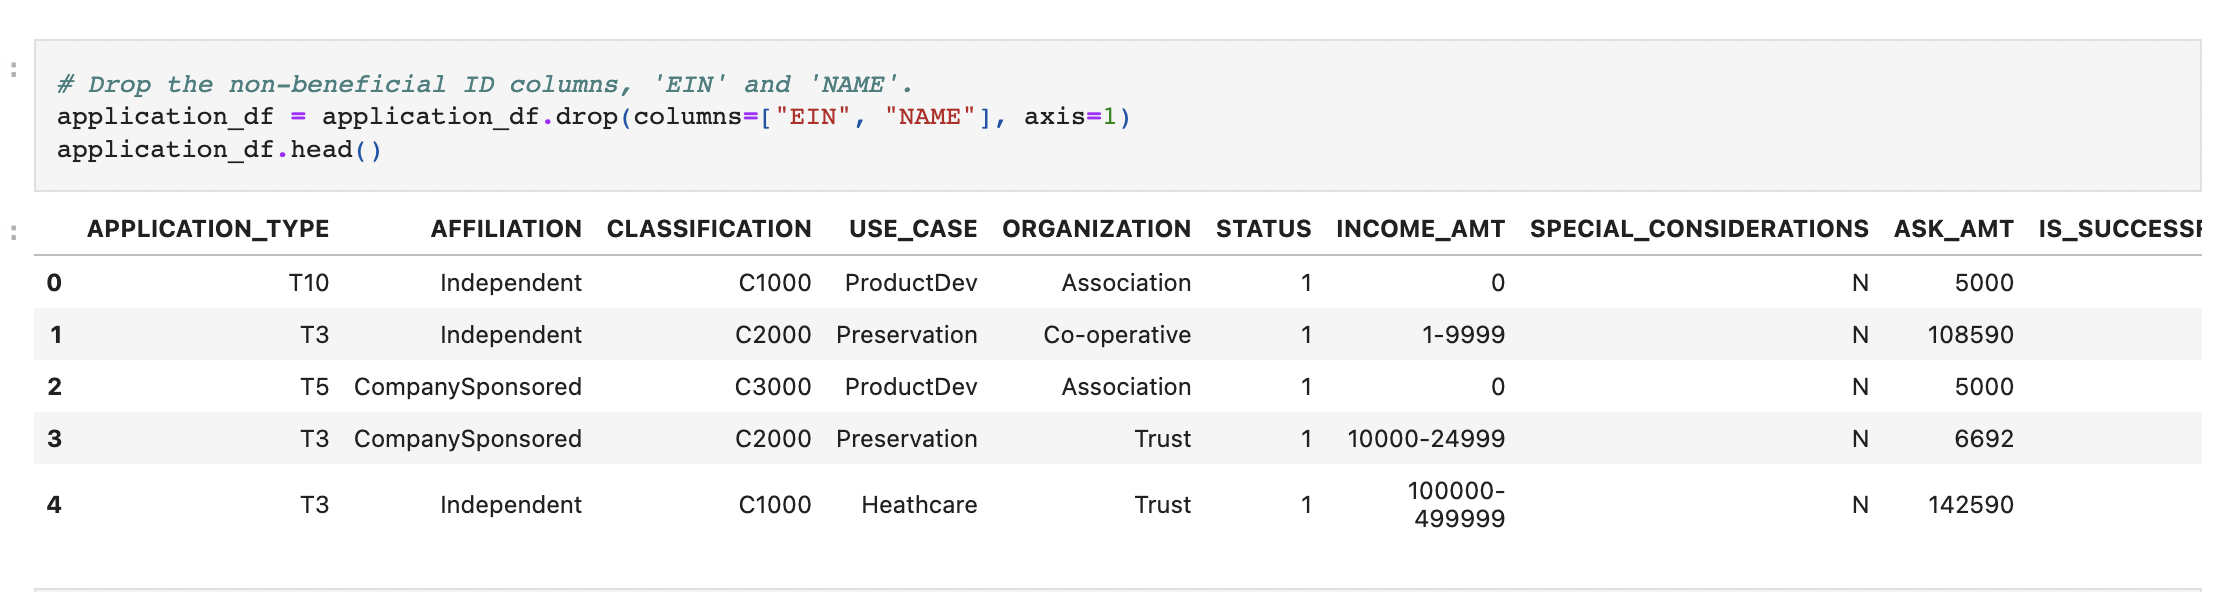 :
# Drop the non-beneficial ID columns, 'EIN' and 'NAME'.
application_df = application_df.drop(columns=["EIN", "NAME"], axis=1)
application_df.head()
:
APPLICATION_TYPE AFFILIATION CLASSIFICATION USE_CASE ORGANIZATION STATUS INCOME_AMT SPECIAL_CONSIDERATIONS ASK_AMT IS_SUCCESSF
0 T10 Independent C1000 ProductDev Association 1 0 N 5000
1 T3 Independent C2000 Preservation Co-operative 1 1-9999 N 108590
2 T5 CompanySponsored C3000 ProductDev Association 1 0 N 5000
3 T3 CompanySponsored C2000 Preservation Trust 1 10000-24999 N 6692
4 T3 Independent C1000 Heathcare Trust 1 100000-
499999 N 142590